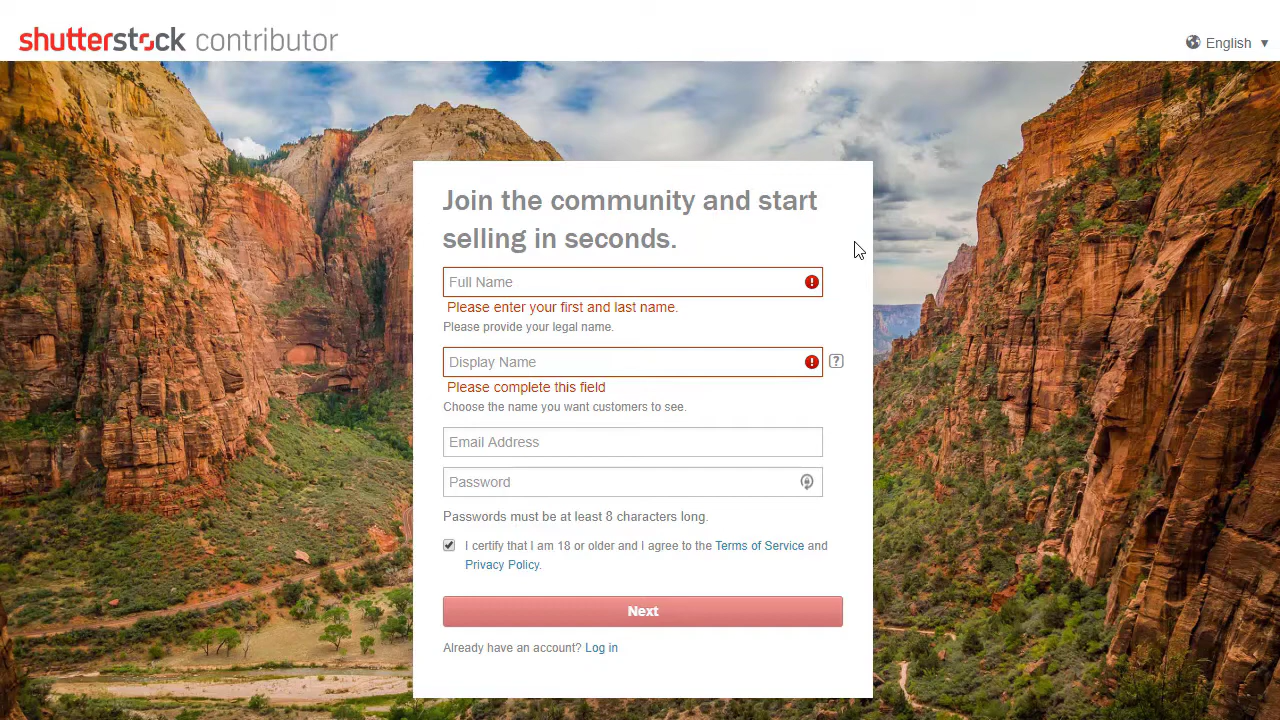 shutterstock contributor
English ▼
Join the community and start
selling in seconds.
Full Name
Please enter your first and last name.
Please provide your legal name.
Display Name
Please complete this field
Choose the name you want customers to see.
Email Address
Password
Passwords must be at least 8 characters long.
I certify that I am 18 or older and I agree to the Terms of Service and
Privacy Policy.
Next
Already have an account? Log in